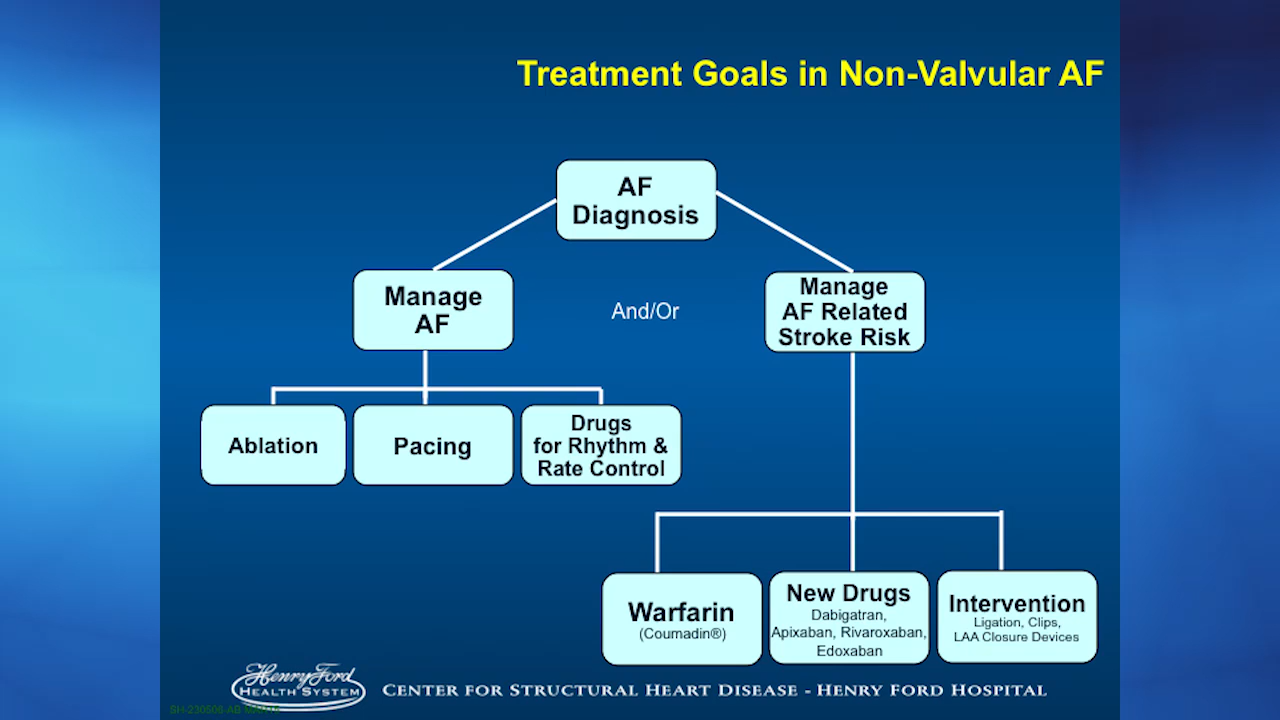 Treatment Goals in Non-Valvular AF
AF
Diagnosis
Manage
AF
And/Or
Manage
AF Related
Stroke Risk
Ablation
Pacing
Drugs
for Rhythm &
Rate Control
Warfarin
(Coumadin®)
New Drugs
Dabigatran,
Apixaban, Rivaroxaban,
Edoxaban
Intervention
Ligation, Clips,
LAA Closure Devices
Henry Ford
HEALTH SYSTEM
CENTER FOR STRUCTURAL HEART DISEASE - HENRY FORD HOSPITAL